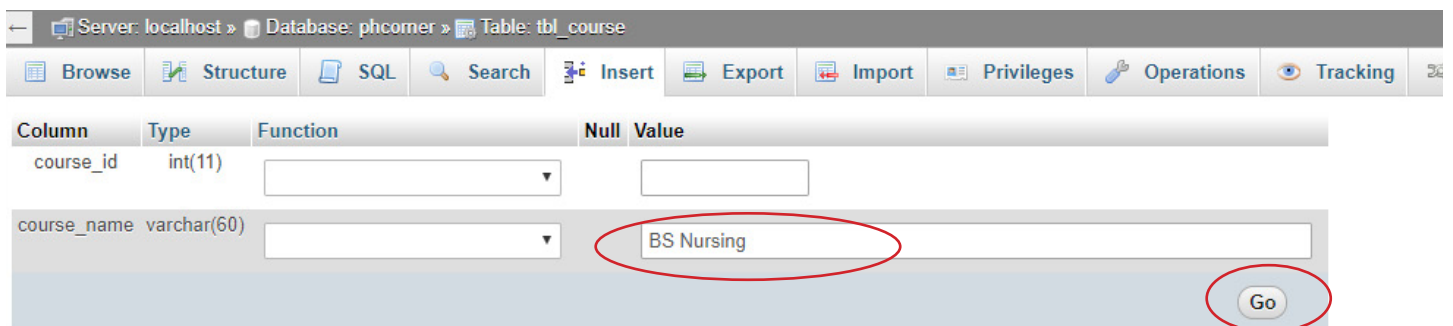 ← Server: localhost » Database: phcorner » Table: tbl_course
Browse Structure SQL Search Insert Export Import Privileges Operations Tracking
Column Type Function Null Value
course_id int(11)
course_name varchar(60) BS Nursing
Go